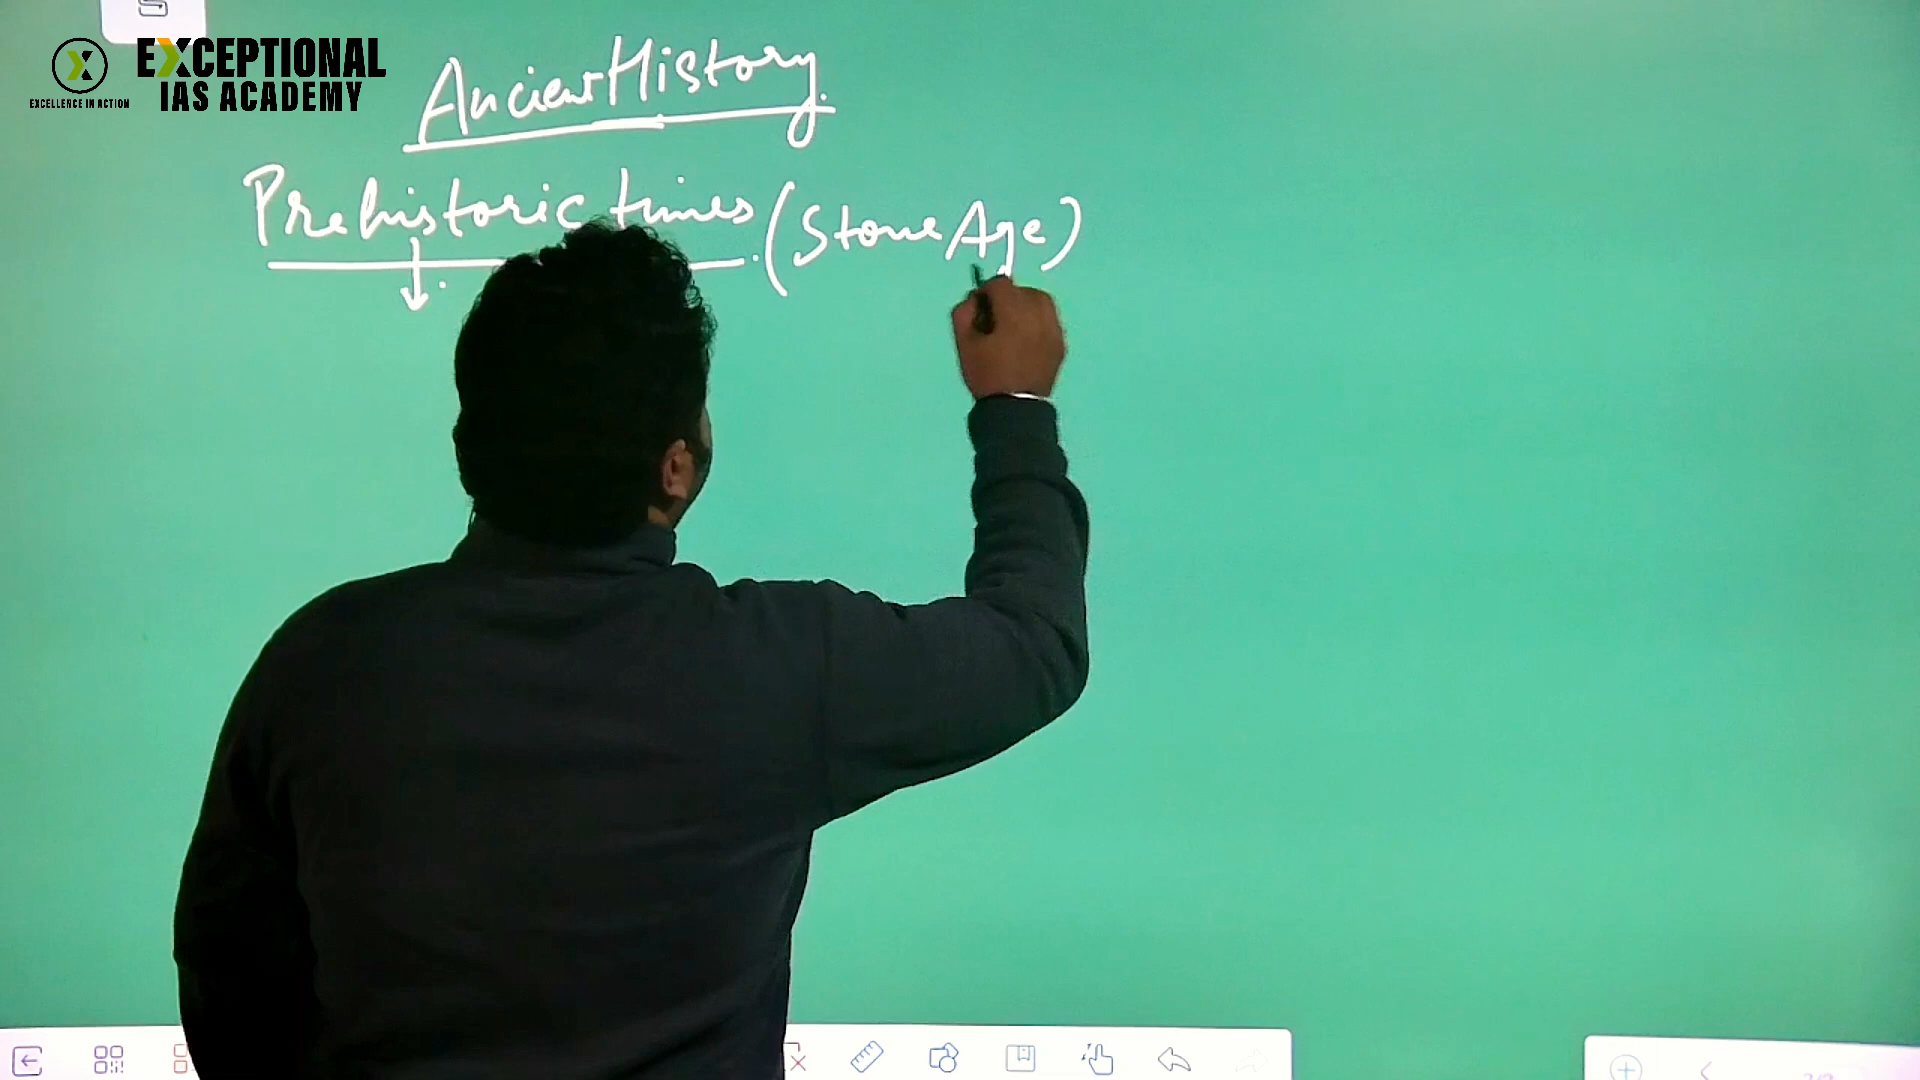 EXCEPTIONAL
IAS ACADEMY
EXCELLENCE IN ACTION
Ancient History.
Prehistoric times. (Stone Age)